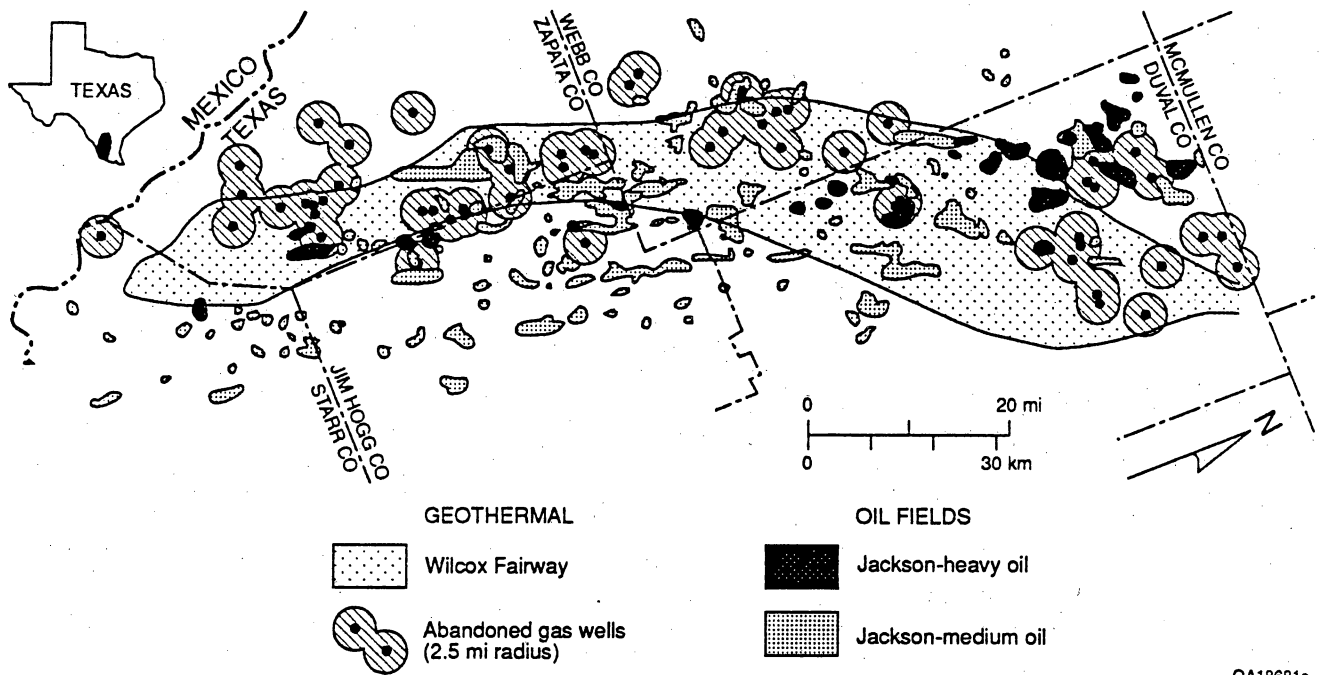 TEXAS
MEXICO
TEXAS
WEBB CO
ZAPATA CO
MCMULLEN CO
DUVAL CO
JIM HOGG CO
STARR CO
0 20 mi
0 30 km
N
GEOTHERMAL
Wilcox Fairway
Abandoned gas wells
(2.5 mi radius)
OIL FIELDS
Jackson-heavy oil
Jackson-medium oil